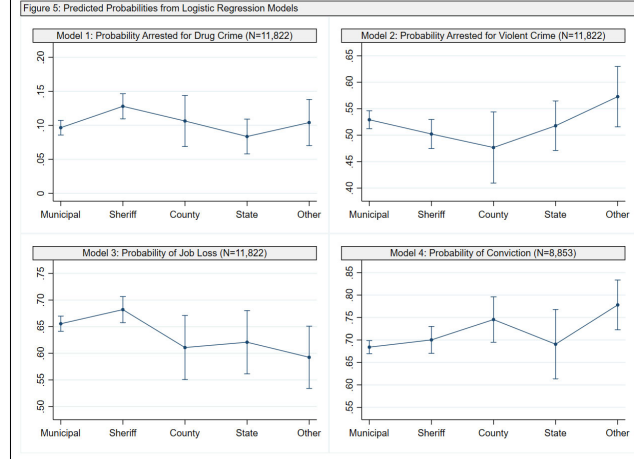 Figure 5: Predicted Probabilities from Logistic Regression Models
Model 1: Probability Arrested for Drug Crime (N=11,822)
.20
.15
.10
.05
0
Municipal Sheriff County State Other
Model 2: Probability Arrested for Violent Crime (N=11,822)
.65
.60
.55
.50
.45
.40
Municipal Sheriff County State Other
Model 3: Probability of Job Loss (N=11,822)
.75
.70
.65
.60
.55
.50
Municipal Sheriff County State Other
Model 4: Probability of Conviction (N=8,853)
.85
.80
.75
.70
.65
.60
.55
Municipal Sheriff County State Other